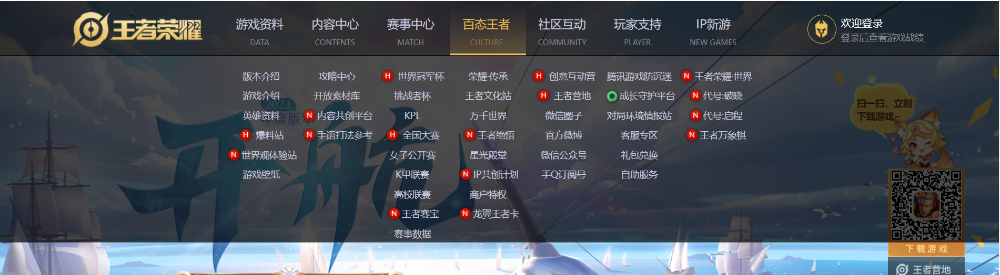 王者荣耀
游戏资料
DATA
内容中心
CONTENTS
赛事中心
MATCH
百态王者
CULTURE
社区互动
COMMUNITY
玩家支持
PLAYER
IP新游
NEW GAMES
欢迎登录
登录后查看游戏战绩
版本介绍
游戏介绍
英雄资料
H 爆料站
N 世界观体验站
游戏壁纸
攻略中心
开放素材库
N 内容共创平台
N 手语打法参考
H 世界冠军杯
挑战者杯
KPL
H 全国大赛
女子公开赛
K甲联赛
高校联赛
N 王者赛宝
赛事数据
荣耀·传承
王者文化站
万千世界
N 王者绝悟
星光殿堂
N IP共创计划
商户特权
N 龙翼王者卡
H 创意互动营
H 王者营地
微信圈子
官方微博
微信公众号
手Q订阅号
腾讯游戏防沉迷
成长守护平台
对局环境情报站
客服专区
礼包兑换
自助服务
N 王者荣耀·世界
N 代号:破晓
N 代号:启程
N 王者万象棋
2023
年度版本
开航
扫一扫，立刻
下载游戏~
5v5
下载游戏
王者营地